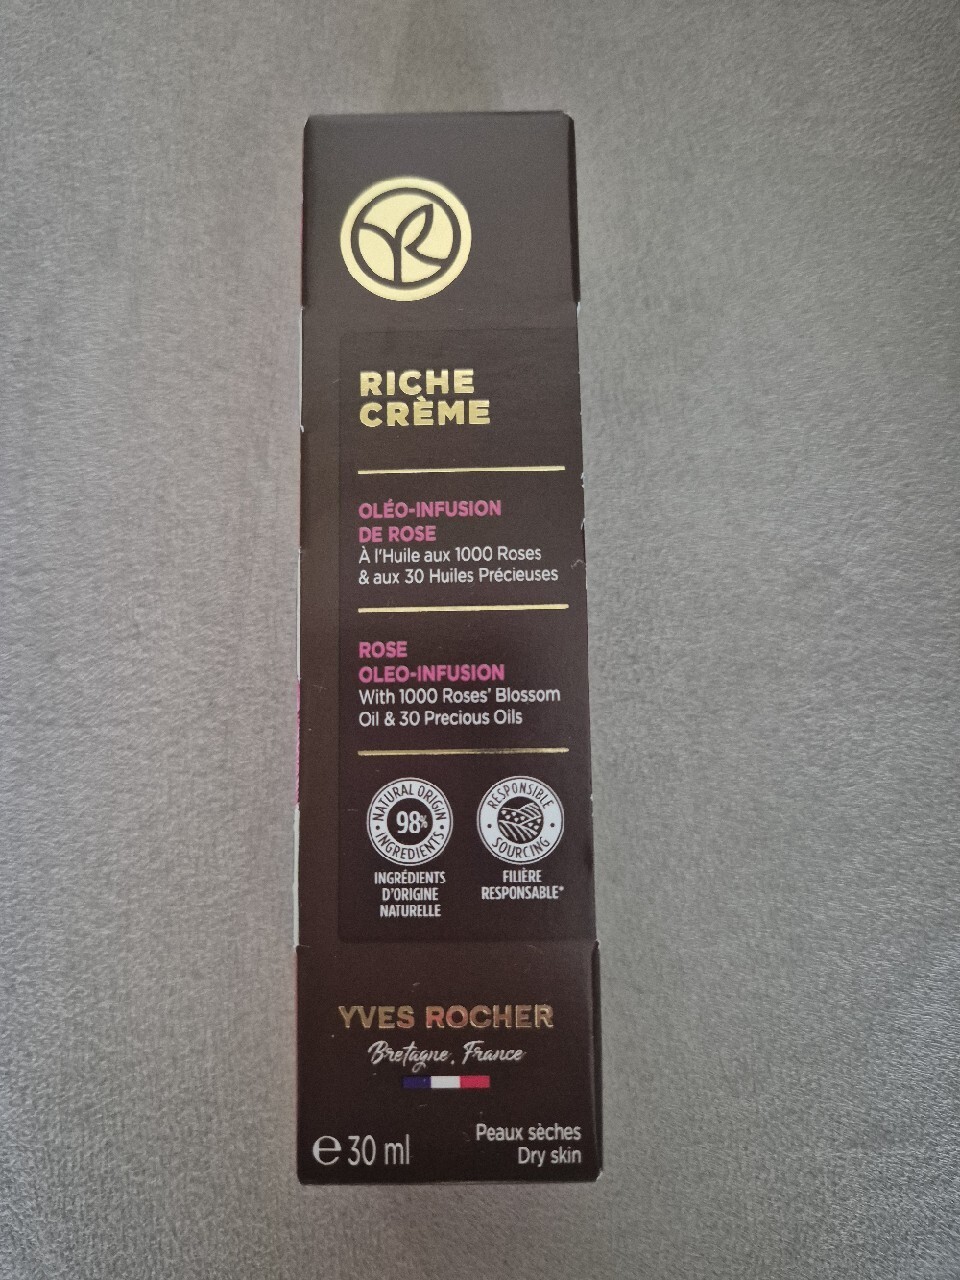 RICHE
CRÈME
OLÉO-INFUSION
DE ROSE
À l'Huile aux 1000 Roses
& aux 30 Huiles Précieuses
ROSE
OLEO-INFUSION
With 1000 Roses' Blossom
Oil & 30 Precious Oils
NATURAL ORIGIN
98%
INGREDIENTS
INGRÉDIENTS
D'ORIGINE
NATURELLE
RESPONSIBLE
SOURCING
FILIÈRE
RESPONSABLE*
YVES ROCHER
Bretagne, France
e 30 ml
Peaux sèches
Dry skin